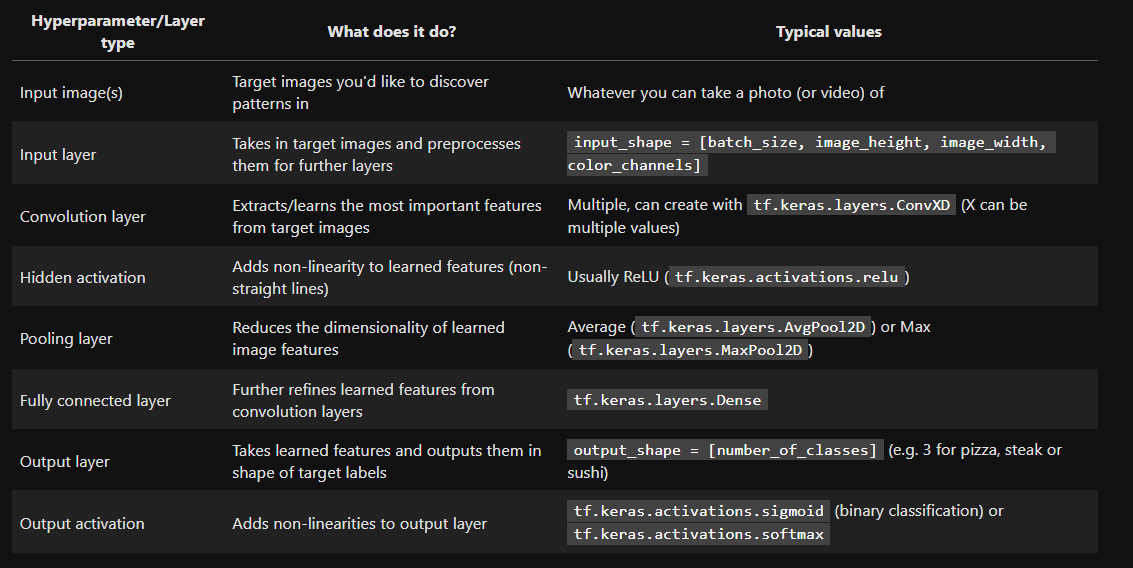 Hyperparameter/Layer
type
What does it do?
Typical values
Input image(s)
Target images you'd like to discover
patterns in
Whatever you can take a photo (or video) of
Input layer
Takes in target images and preprocesses
them for further layers
input_shape = [batch_size, image_height, image_width,
color_channels]
Convolution layer
Extracts/learns the most important features
from target images
Multiple, can create with tf.keras.layers.ConvXD (X can be
multiple values)
Hidden activation
Adds non-linearity to learned features (non-
straight lines)
Usually ReLU (tf.keras.activations.relu)
Pooling layer
Reduces the dimensionality of learned
image features
Average (tf.keras.layers.AvgPool2D) or Max
(tf.keras.layers.MaxPool2D)
Fully connected layer
Further refines learned features from
convolution layers
tf.keras.layers.Dense
Output layer
Takes learned features and outputs them in
shape of target labels
output_shape = [number_of_classes] (e.g. 3 for pizza, steak or
sushi)
Output activation
Adds non-linearities to output layer
tf.keras.activations.sigmoid (binary classification) or
tf.keras.activations.softmax